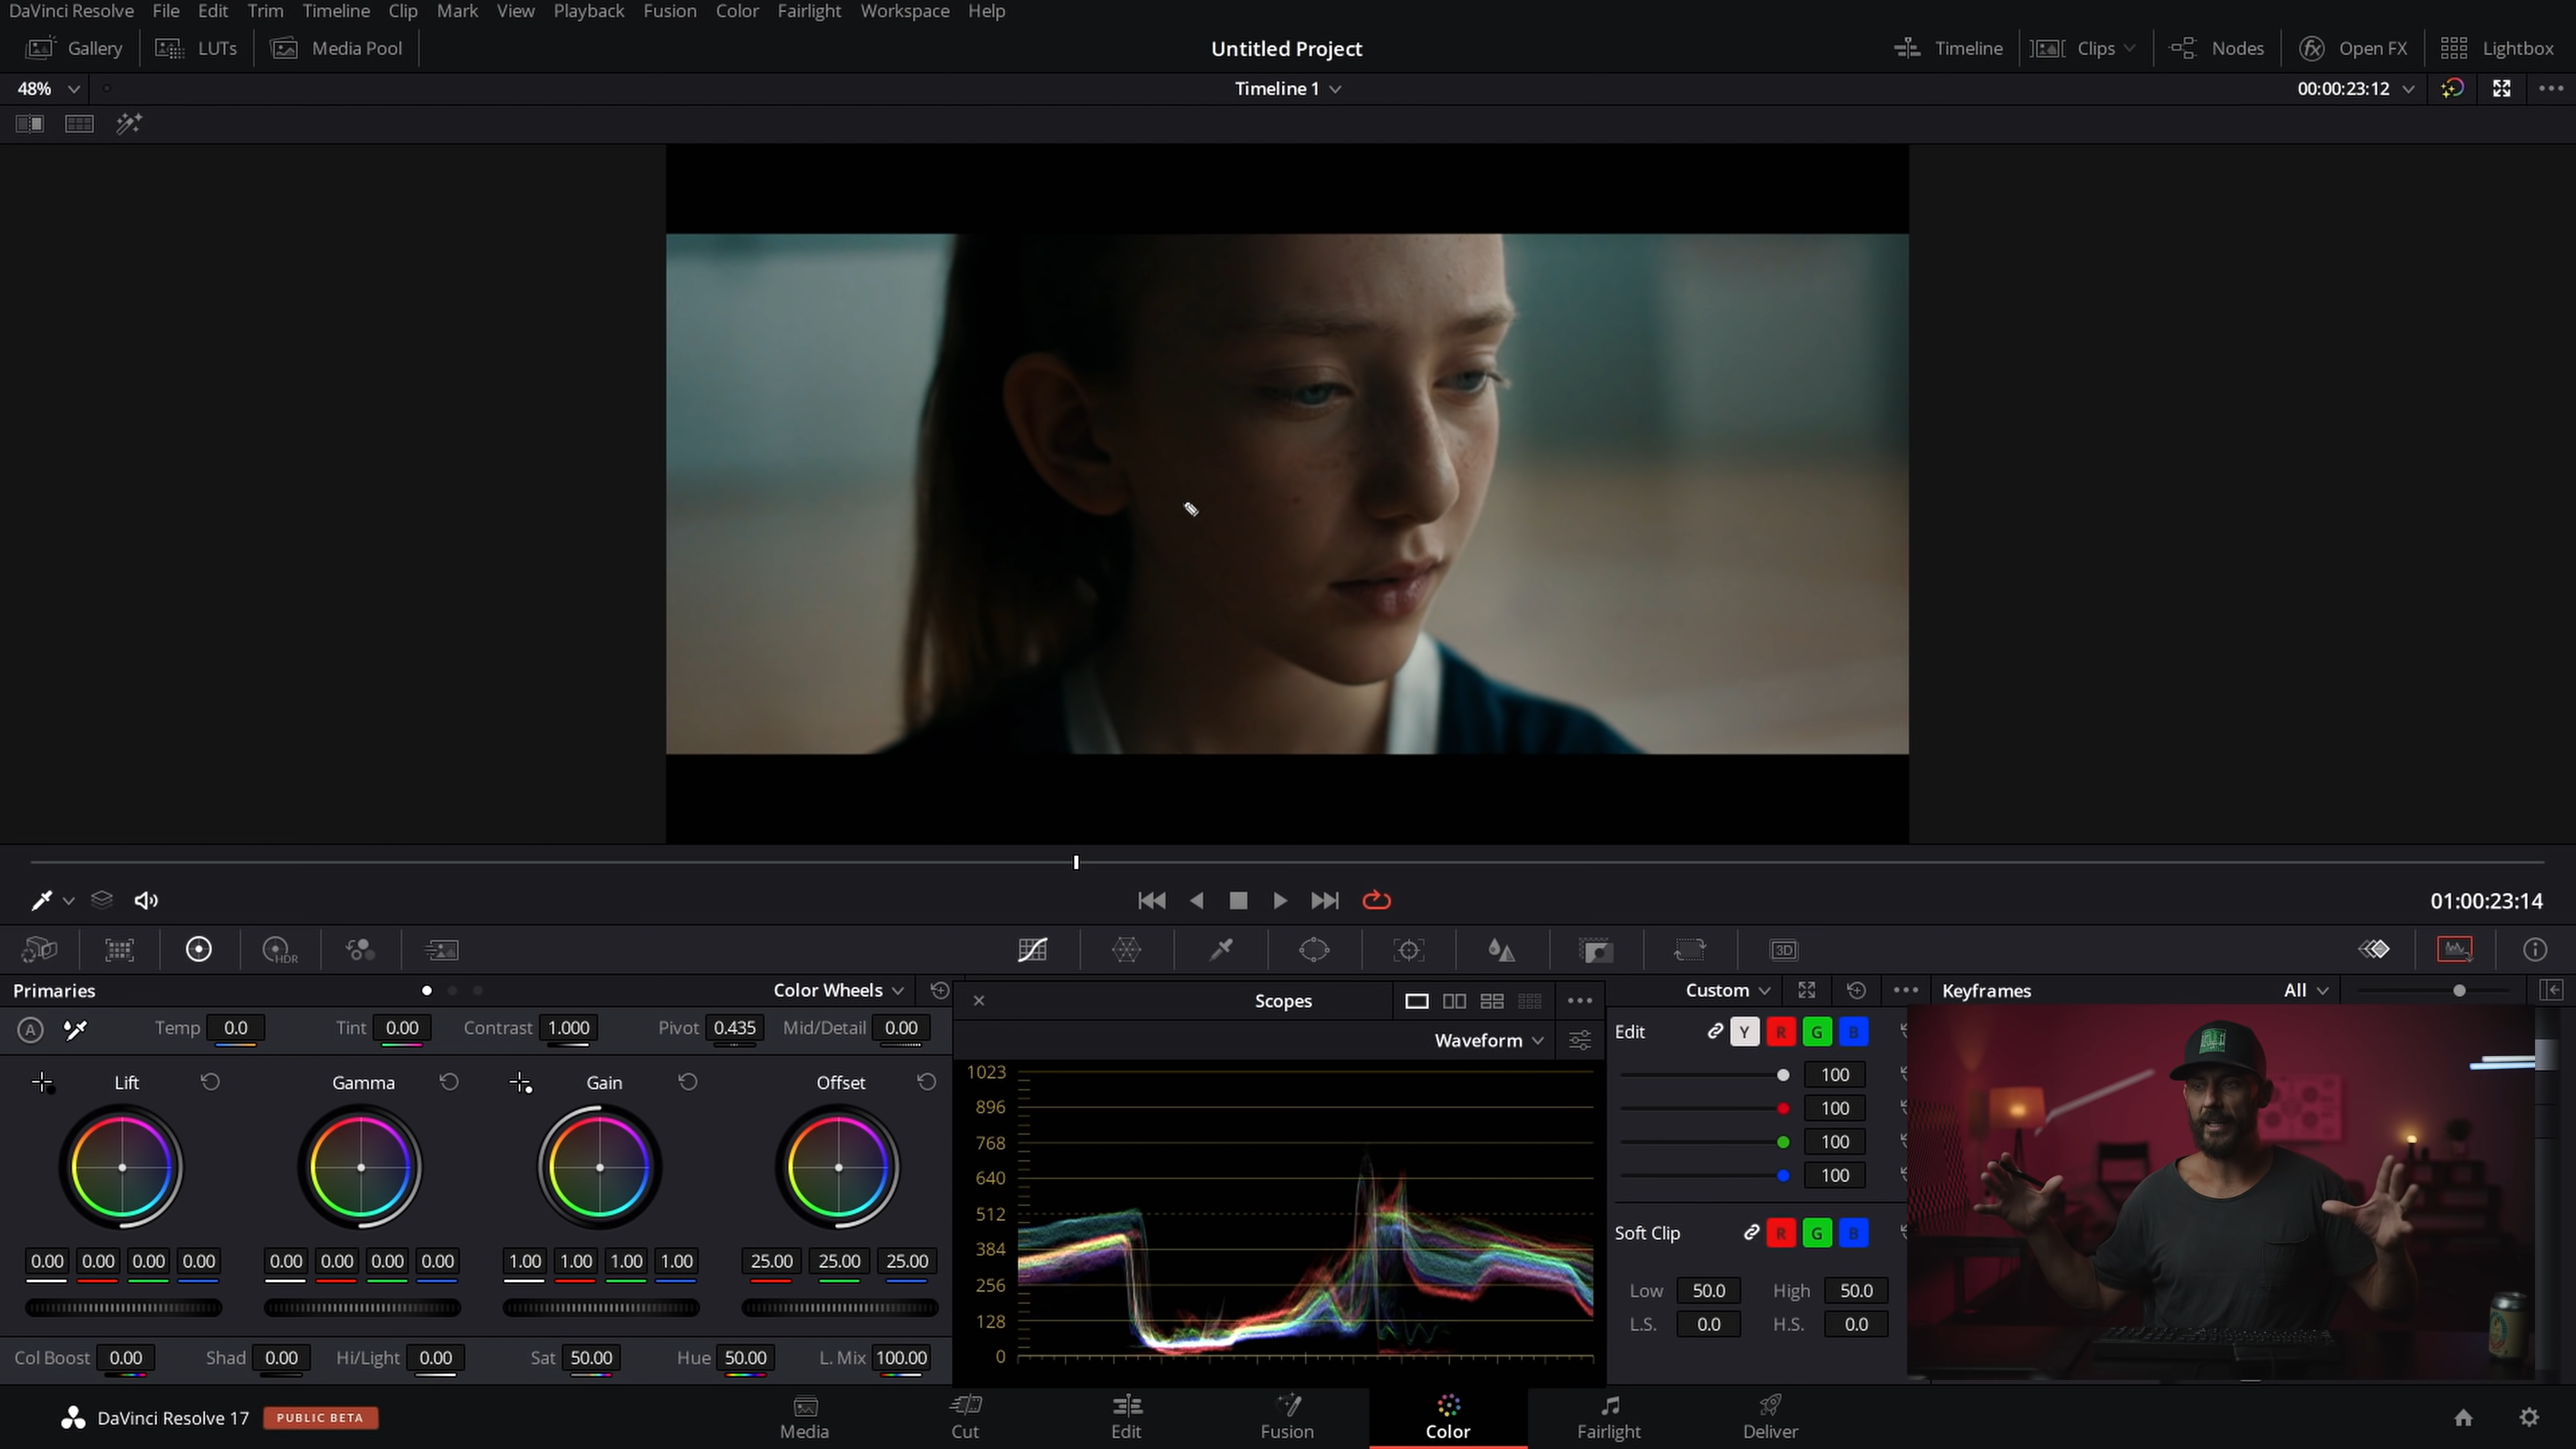 DaVinci Resolve File Edit Trim Timeline Clip Mark View Playback Fusion Color Fairlight Workspace Help
Gallery LUTs Media Pool Untitled Project Timeline Clips Nodes Open FX Lightbox
48% Timeline 1 00:00:23:12
01:00:23:14
HDR 3D
Primaries Color Wheels
Scopes
Custom
Keyframes All
A Temp 0.0 Tint 0.00 Contrast 1.000 Pivot 0.435 Mid/Detail 0.00
Waveform
Edit Y R G B
Lift Gamma Gain Offset
1023
896
768
640
512
384
256
128
0
100
100
100
100
Soft Clip R G B
Low 50.0 High 50.0
L.S. 0.0 H.S. 0.0
0.00 0.00 0.00 0.00 0.00 0.00 0.00 0.00 1.00 1.00 1.00 1.00 25.00 25.00 25.00
Col Boost 0.00 Shad 0.00 Hi/Light 0.00 Sat 50.00 Hue 50.00 L. Mix 100.00
DaVinci Resolve 17 PUBLIC BETA
Media Cut Edit Fusion Color Fairlight Deliver